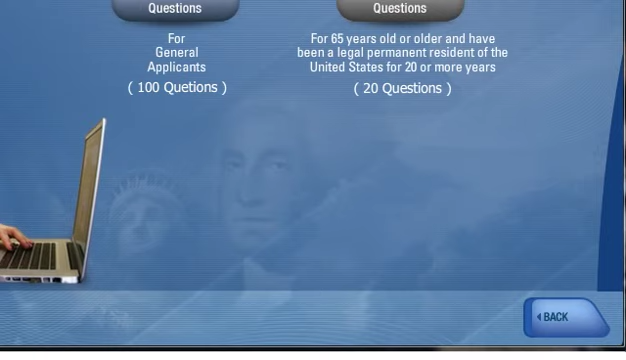 Questions
Questions
For
General
Applicants
( 100 Quetions )
For 65 years old or older and have
been a legal permanent resident of the
United States for 20 or more years
( 20 Questions )
BACK